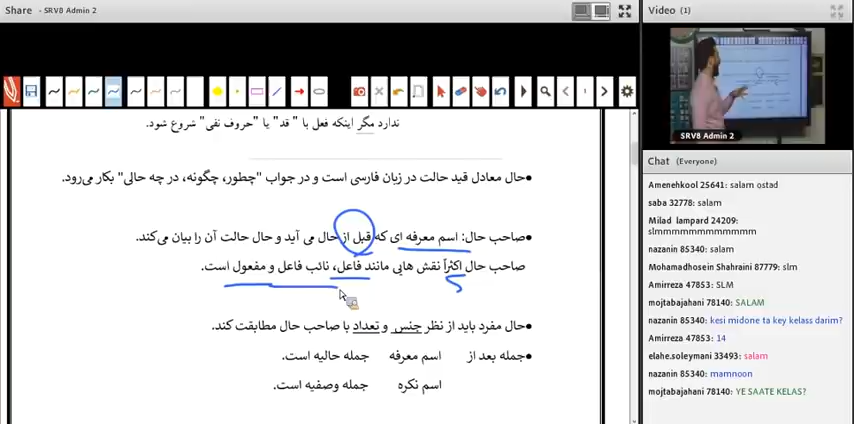 Share - SRV8 Admin 2
Video (1)
ندارد مگر اینکه فعل با " قد" یا "حروف نفی" شروع شود.
●حال معادل قید حالت در زبان فارسی است و در جواب "چطور، چگونه، در چه حالی" بکار می‌رود.
●صاحب حال: اسم معرفه ای که قبل از حال می آید و حال حالت آن را بیان می‌کند.
صاحب حال اکثراً نقش هایی مانند فاعل، نائب فاعل و مفعول است.
●حال مفرد باید از نظر جنس و تعداد با صاحب حال مطابقت کند.
●جمله بعد از اسم معرفه جمله حالیه است.
اسم نکره جمله وصفیه است.
SRV8 Admin 2
Chat (Everyone)
Amenehkool 25641: salam ostad
saba 32778: salam
Milad lampard 24209:
slmmmmmmmmmmmm
nazanin 85340: salam
Mohamadhosein Shahraini 87779: slm
Amirreza 47853: SLM
mojtabajahani 78140: SALAM
nazanin 85340: kesi midone ta key kelass darim?
Amirreza 47853: 14
elahe.soleymani 33493: salam
nazanin 85340: mamnoon
mojtabajahani 78140: YE SAATE KELAS?